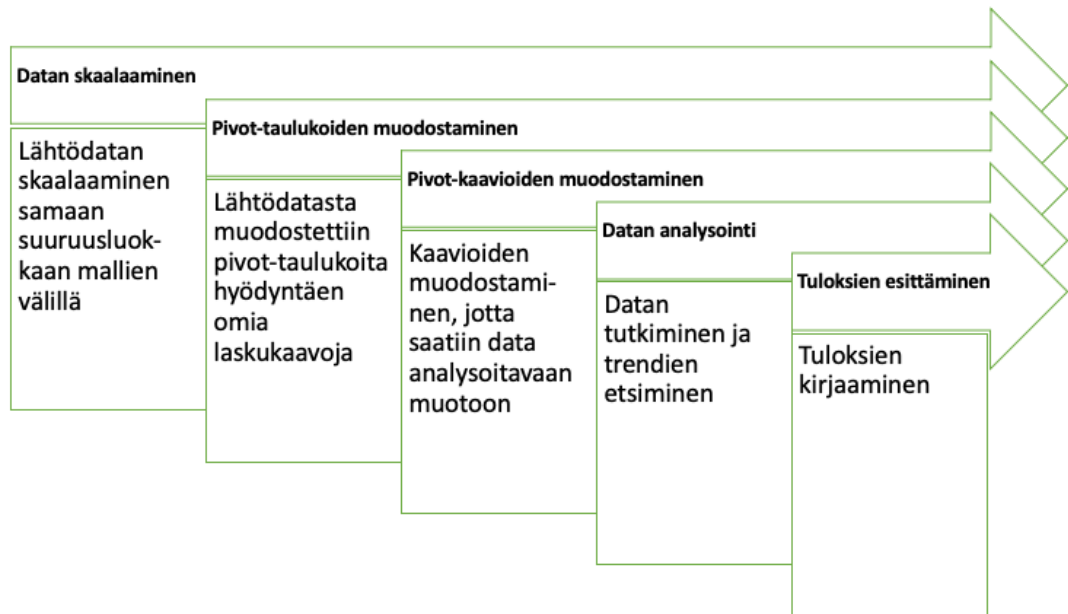 Datan skaalaaminen
Lähtödatan
skaalaaminen
samaan
suuruusluok-
kaan mallien
välillä
Pivot-taulukoiden muodostaminen
Lähtödatasta
muodostettiin
pivot-taulukoita
hyödyntäen
omia
laskukaavoja
Pivot-kaavioiden muodostaminen
Kaavioiden
muodostami-
nen, jotta
saatiin data
analysoitavaan
muotoon
Datan analysointi
Datan
tutkiminen ja
trendien
etsiminen
Tuloksien esittäminen
Tuloksien
kirjaaminen